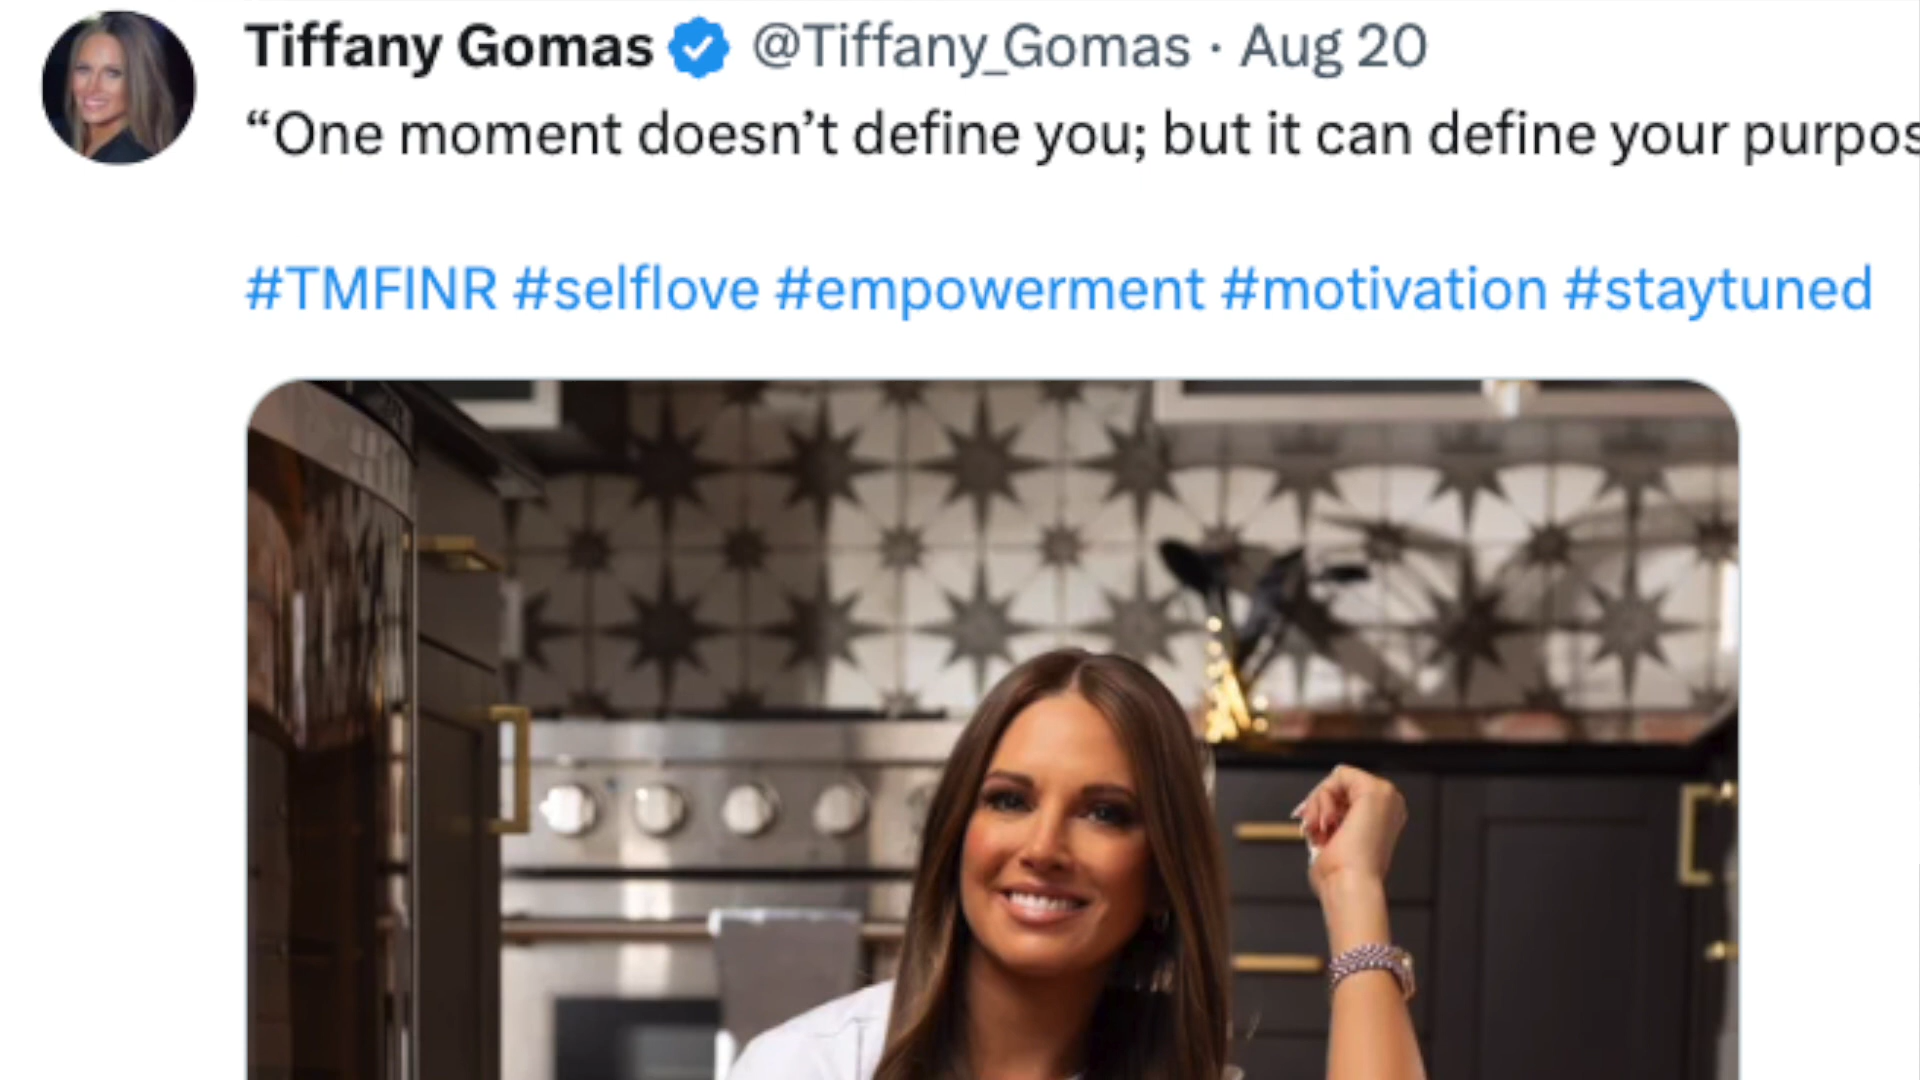 Tiffany Gomas @Tiffany_Gomas · Aug 20
“One moment doesn’t define you; but it can define your purpos
#TMFINR #selflove #empowerment #motivation #staytuned